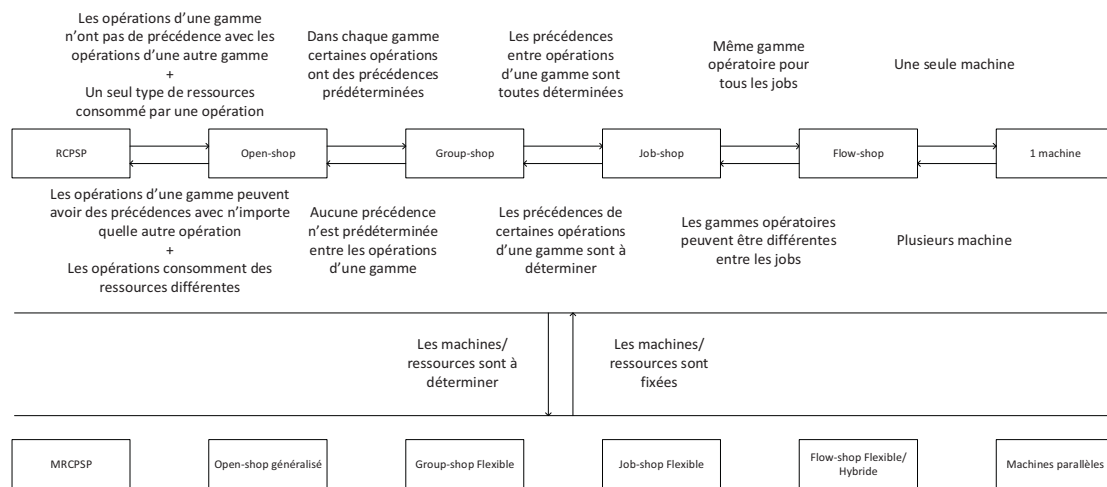 Les opérations d'une gamme
n'ont pas de précédence avec les
opérations d'une autre gamme
+
Un seul type de ressources
consommé par une opération
Dans chaque gamme
certaines opérations
ont des précédences
prédéterminées
Les précédences
entre opérations
d'une gamme sont
toutes déterminées
Même gamme
opératoire pour
tous les jobs
Une seule machine
RCPSP
Open-shop
Group-shop
Job-shop
Flow-shop
1 machine
Les opérations d'une gamme peuvent
avoir des précédences avec n'importe
quelle autre opération
+
Les opérations consomment des
ressources différentes
Aucune précédence
n'est prédéterminée
entre les opérations
d'une gamme
Les précédences de
certaines opérations
d'une gamme sont à
déterminer
Les gammes opératoires
peuvent être différentes
entre les jobs
Plusieurs machine
Les machines/
ressources sont à
déterminer
Les machines/
ressources sont
fixées
MRCPSP
Open-shop généralisé
Group-shop Flexible
Job-shop Flexible
Flow-shop Flexible/
Hybride
Machines parallèles